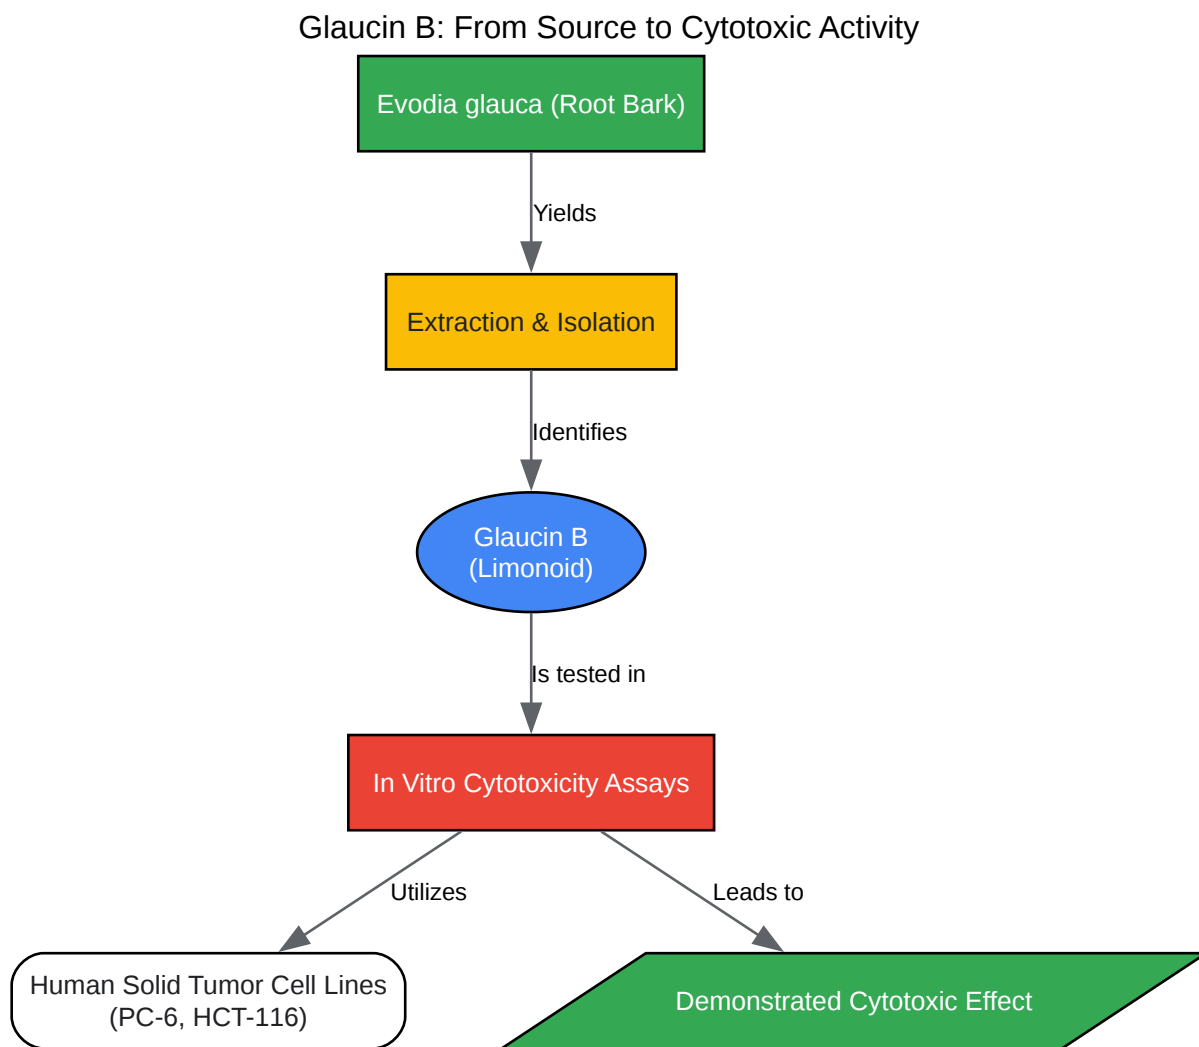 Glaucin B: From Source to Cytotoxic Activity
Evodia glauca (Root Bark)
Yields
Extraction & Isolation
Identifies
Glaucin B
(Limonoid)
Is tested in
In Vitro Cytotoxicity Assays
Utilizes
Leads to
Human Solid Tumor Cell Lines
(PC-6, HCT-116)
Demonstrated Cytotoxic Effect